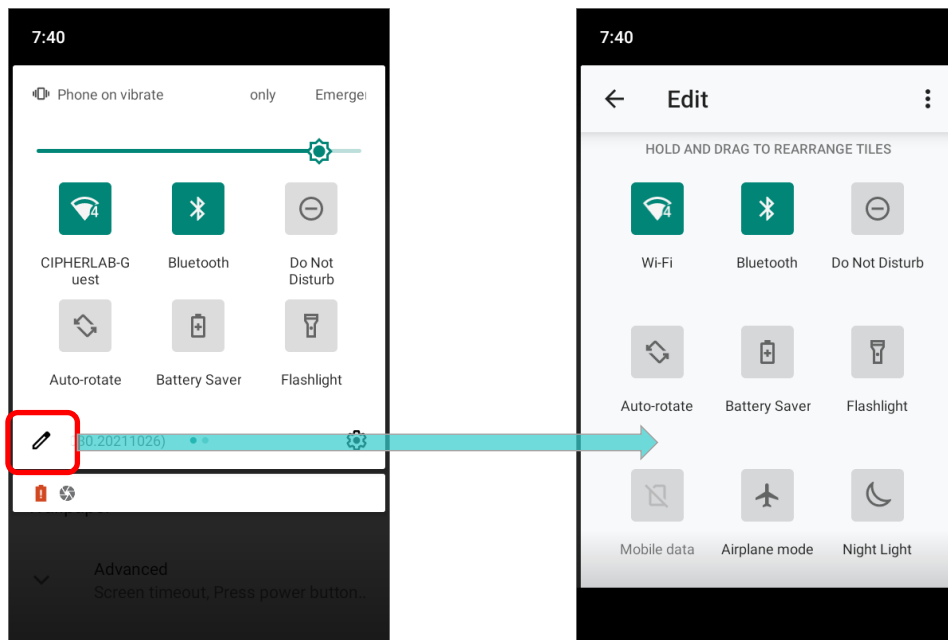 7:40
Phone on vibrate only Emerge
CIPHERLAB-G
uest
Bluetooth
Do Not
Disturb
Auto-rotate
Battery Saver
Flashlight
30.20211026)
Advanced
Screen timeout, Press power button..
7:40
Edit
HOLD AND DRAG TO REARRANGE TILES
Wi-Fi
Bluetooth
Do Not Disturb
Auto-rotate
Battery Saver
Flashlight
Mobile data
Airplane mode
Night Light